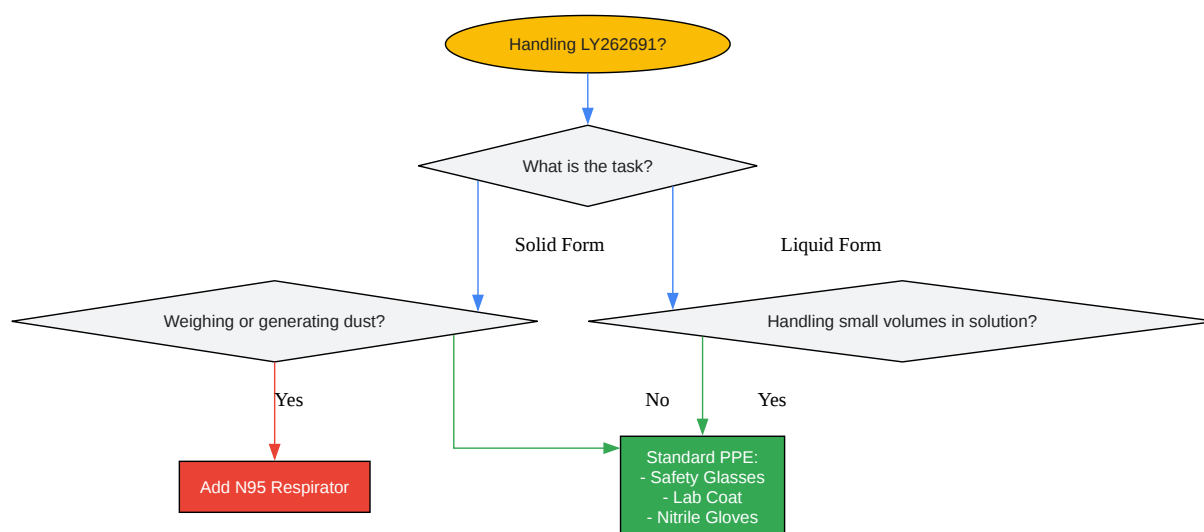 Handling LY262691?
What is the task?
Solid Form
Liquid Form
Weighing or generating dust?
Handling small volumes in solution?
Yes
No
Yes
Add N95 Respirator
Standard PPE:
- Safety Glasses
- Lab Coat
- Nitrile Gloves